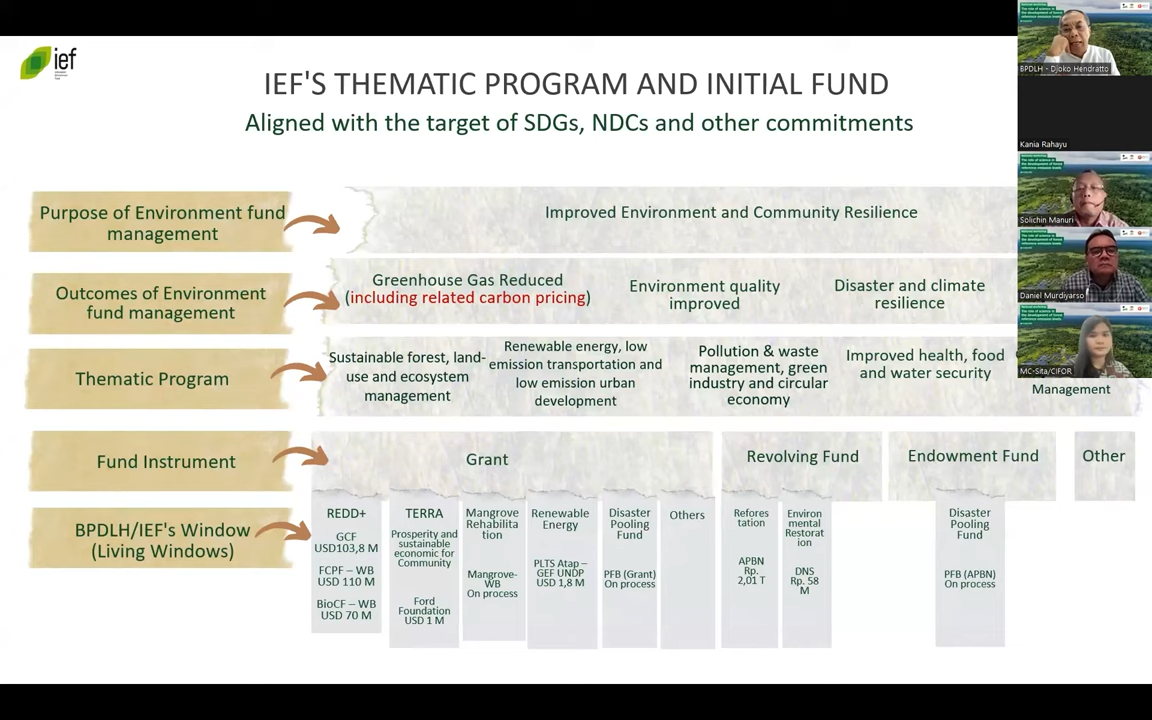 ief
IEF'S THEMATIC PROGRAM AND INITIAL FUND
Aligned with the target of SDGs, NDCs and other commitments
Purpose of Environment fund
management
Improved Environment and Community Resilience
Outcomes of Environment
fund management
Greenhouse Gas Reduced
(including related carbon pricing)
Environment quality
improved
Disaster and climate
resilience
Thematic Program
Sustainable forest, land-
use and ecosystem
management
Renewable energy, low
emission transportation and
low emission urban
development
Pollution & waste
management, green
industry and circular
economy
Improved health, food
and water security
Management
Fund Instrument
Grant
Revolving Fund
Endowment Fund
Other
BPDLH/IEF's Window
(Living Windows)
REDD+
GCF
USD103,8 M
FCPF – WB
USD 110 M
BioCF – WB
USD 70 M
TERRA
Prosperity and
sustainable
economic for
Community
Ford
Foundation
USD 1 M
Mangrove
Rehabilita
tion
Mangrove-
WB
On process
Renewable
Energy
PLTS Atap –
GEF UNDP
USD 1,8 M
Disaster
Pooling
Fund
PFB (Grant)
On process
Others
Refores
tation
APBN
Rp.
2,01 T
Environ
mental
Restorat
ion
DNS
Rp. 58
M
Disaster
Pooling
Fund
PFB (APBN)
On process
BPDLH - Djoko Hendratto
Kania Rahayu
Solichin Manuri
Daniel Murdiyarso
MC-Sita/CIFOR